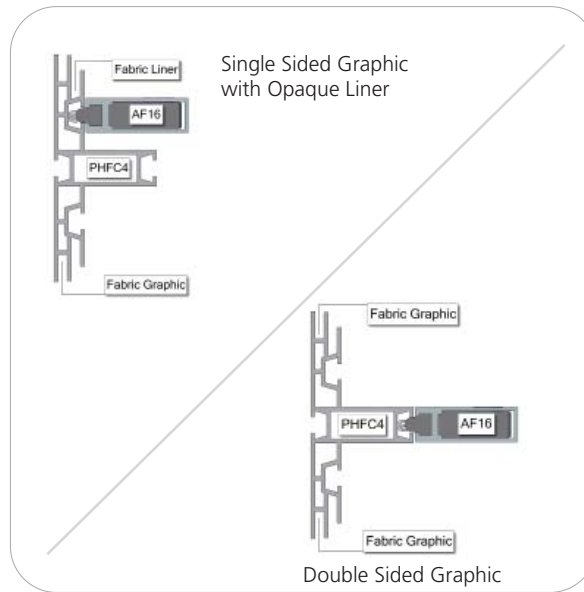 Fabric Liner
Single Sided Graphic
with Opaque Liner
AF16
PHFC4
Fabric Graphic
Fabric Graphic
PHFC4
AF16
Fabric Graphic
Double Sided Graphic